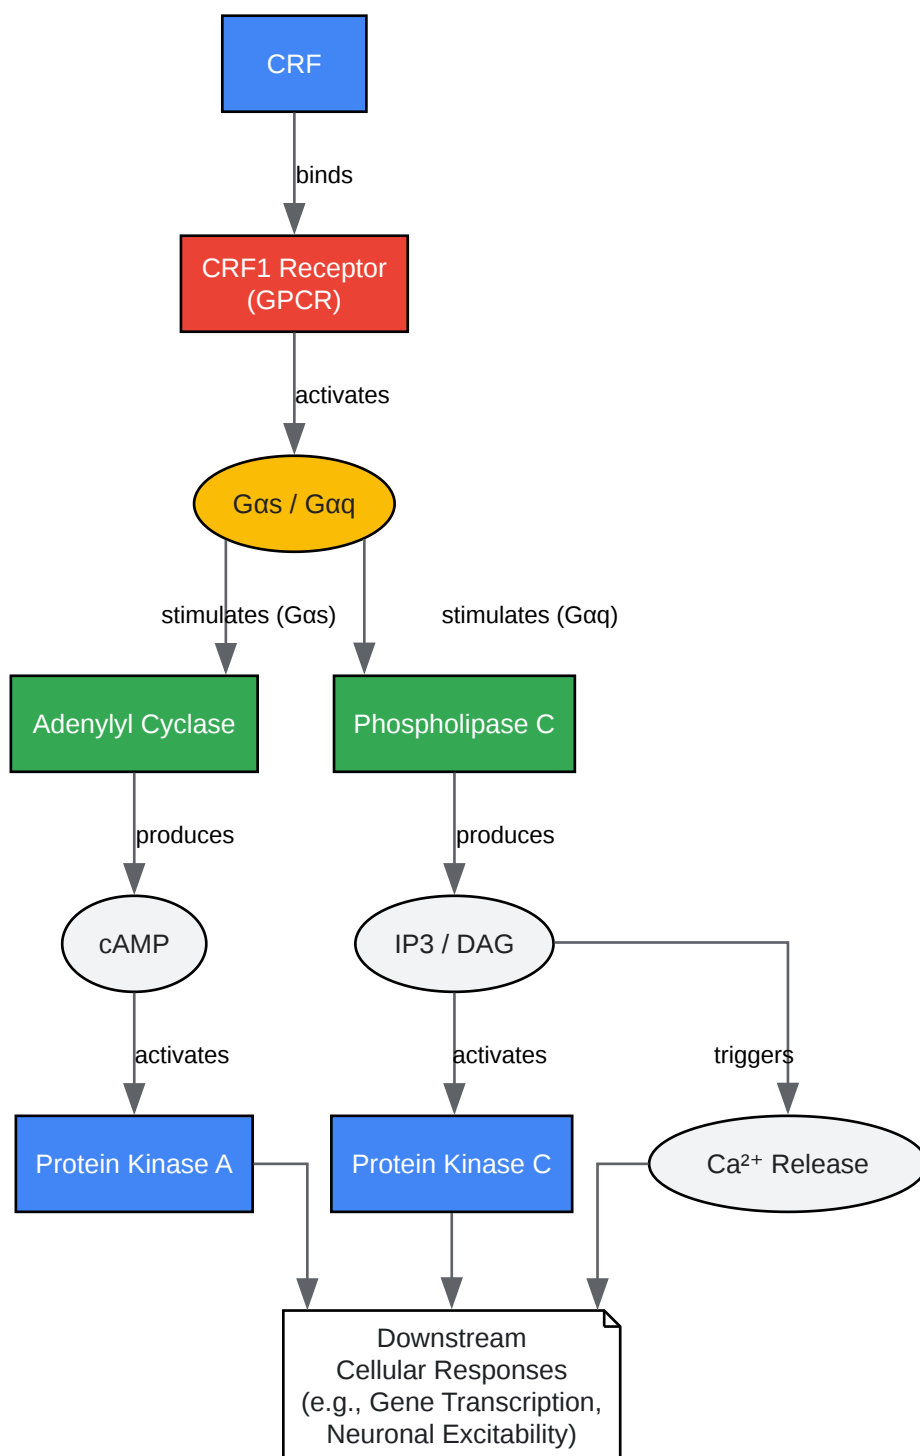 CRF
binds
CRF1 Receptor
(GPCR)
activates
Gαs / Gαq
stimulates (Gαs)
stimulates (Gαq)
Adenylyl Cyclase
Phospholipase C
produces
produces
cAMP
IP3 / DAG
activates
activates
triggers
Protein Kinase A
Protein Kinase C
Ca²⁺ Release
Downstream
Cellular Responses
(e.g., Gene Transcription,
Neuronal Excitability)